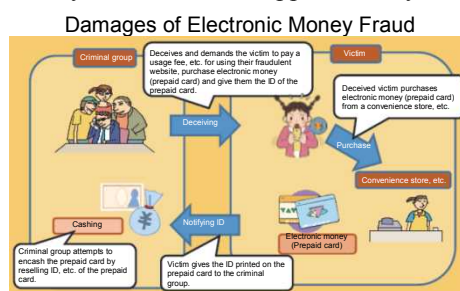 Damages of Electronic Money Fraud
Criminal group
Deceives and demands the victim to pay a
usage fee, etc. for using their fraudulent
website, purchase electronic money
(prepaid card) and give them the ID of the
prepaid card.
Victim
Deceiving
Deceived victim purchases
electronic money (prepaid card)
from a convenience store, etc.
Purchase
Convenience store, etc.
Cashing
Notifying ID
Electronic money
(Prepaid card)
Criminal group attempts to
encash the prepaid card by
reselling ID, etc. of the prepaid
card.
Victim gives the ID printed on the
prepaid card to the criminal
group.
¥